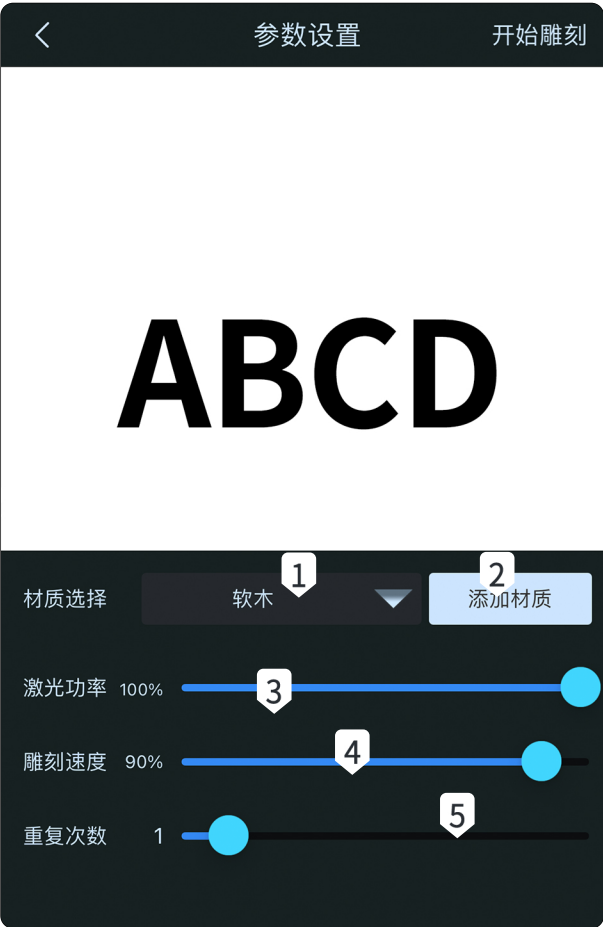 参数设置 开始雕刻
ABCD
1 2
材质选择 软木 添加材质
激光功率 100% 3
雕刻速度 90% 4
重复次数 1 5